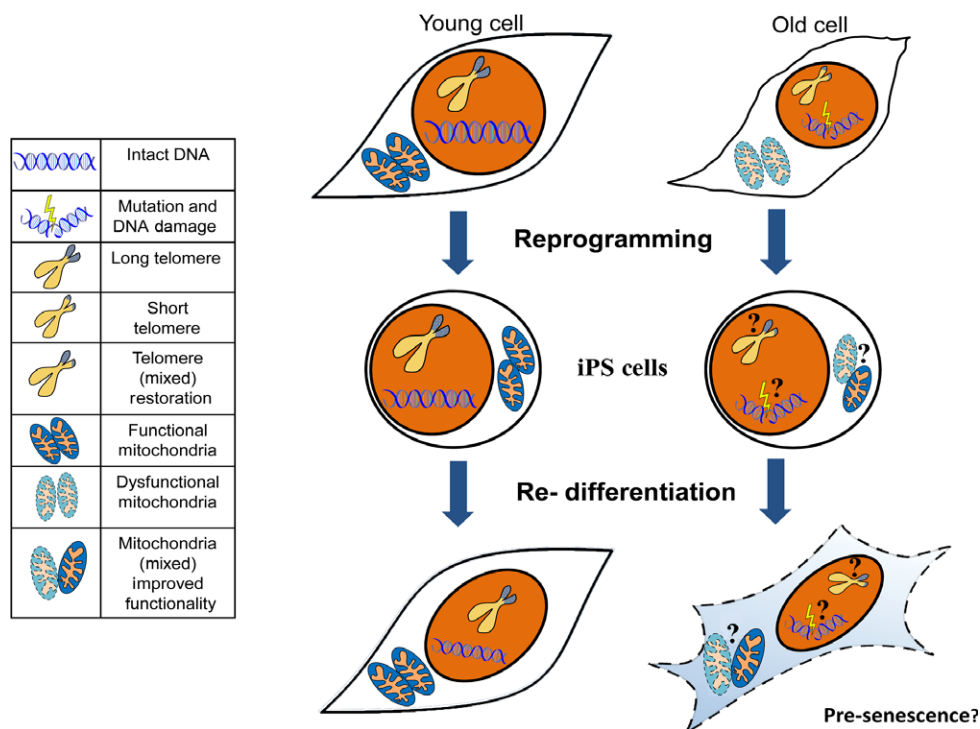 Young cell
Old cell
Intact DNA
Mutation and
DNA damage
Long telomere
Short
telomere
Telomere
(mixed)
restoration
Functional
mitochondria
Dysfunctional
mitochondria
Mitochondria
(mixed)
improved
functionality
Reprogramming
?
?
?
iPS cells
Re- differentiation
?
?
?
Pre-senescence?